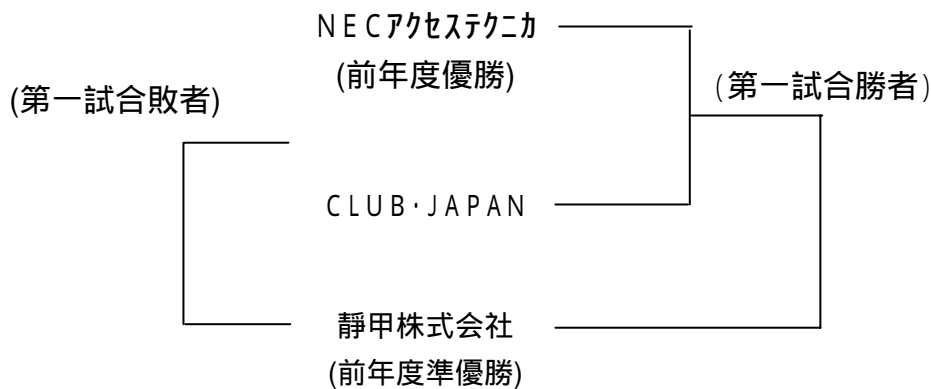 NECアクセステクニカ
(前年度優勝)
(第一試合敗者)
(第一試合勝者)
CLUB・JAPAN
靜甲株式会社
(前年度準優勝)